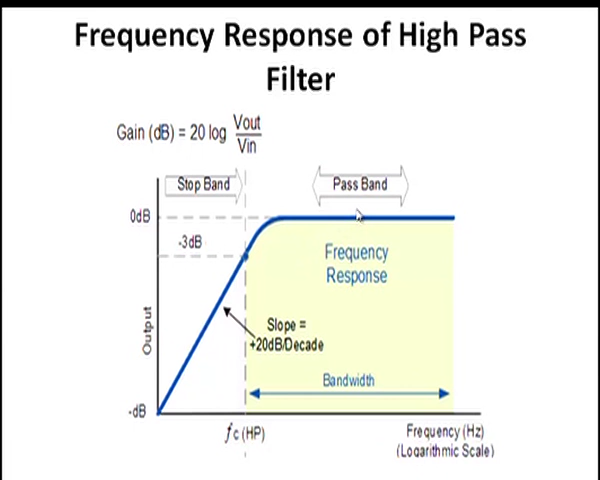 Frequency Response of High Pass
Filter
Gain (dB) = 20 log Vout
Vin
Stop Band
Pass Band
0dB
-3dB
Frequency
Response
Output
Slope =
+20dB/Decade
Bandwidth
-dB
ƒc (HP)
Frequency (Hz)
(Logarithmic Scale)